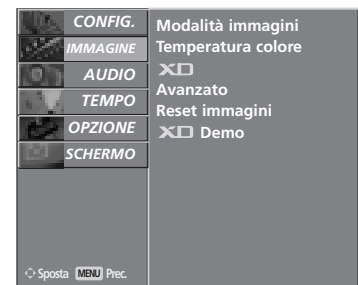 CONFIG.
IMMAGINE
AUDIO
TEMPO
OPZIONE
SCHERMO
Sposta MENU Prec.
Modalità immagini
Temperatura colore
XD
Avanzato
Reset immagini
XD Demo